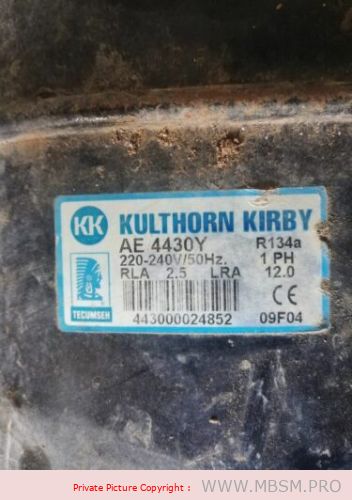 KK KULTHORN KIRBY
AE 4430Y R134a
220-240V/50Hz. 1 PH
RLA 2.5 LRA 12.0
CE
TECUMSEH
443000024852 09F04
Private Picture Copyright : WWW.MBSM.PRO